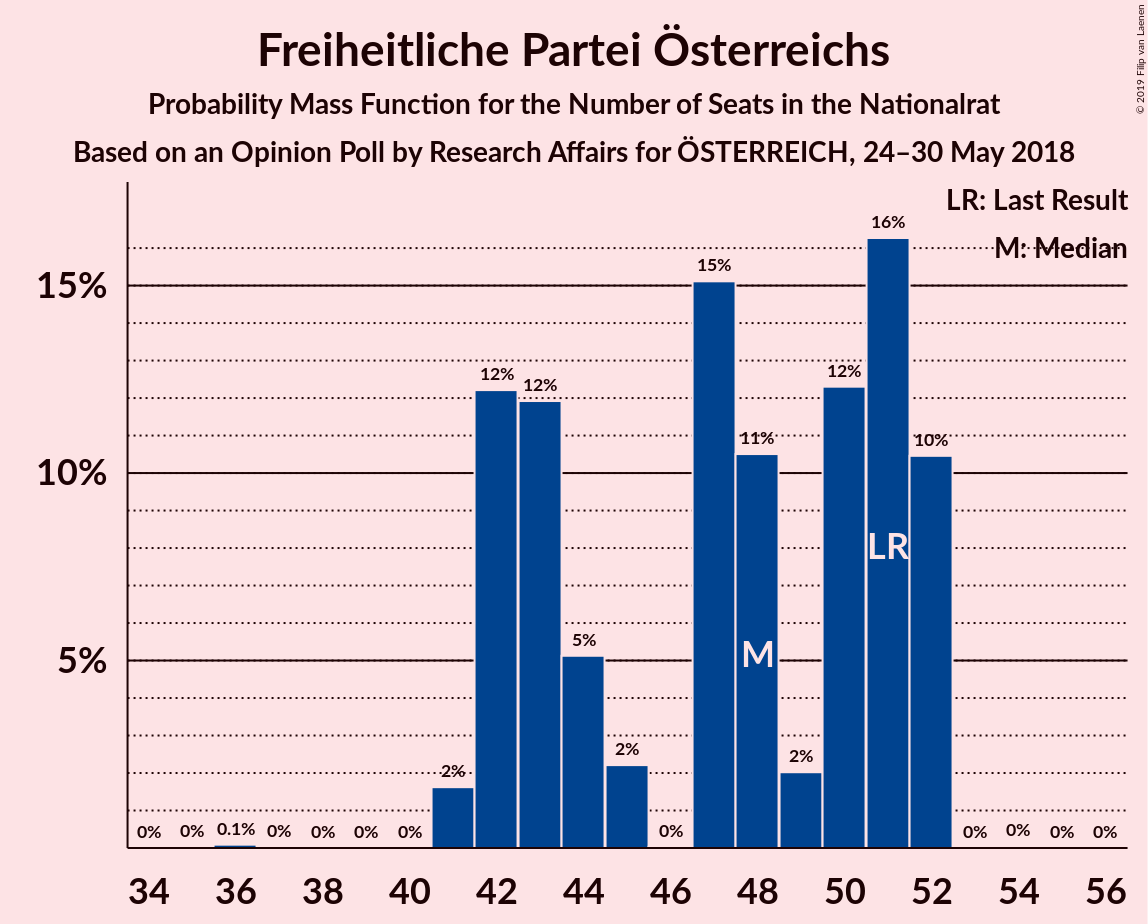 Freiheitliche Partei Österreichs
Probability Mass Function for the Number of Seats in the Nationalrat
Based on an Opinion Poll by Research Affairs for ÖSTERREICH, 24–30 May 2018
© 2019 Filip van Laenen
LR: Last Result
M: Median
15%
10%
5%
0% 0% 0.1% 0% 0% 0% 0% 2% 12% 12% 5% 2% 0% 15% 11% 2% 12% 16% 10% 0% 0% 0% 0%
LR
M
34 36 38 40 42 44 46 48 50 52 54 56